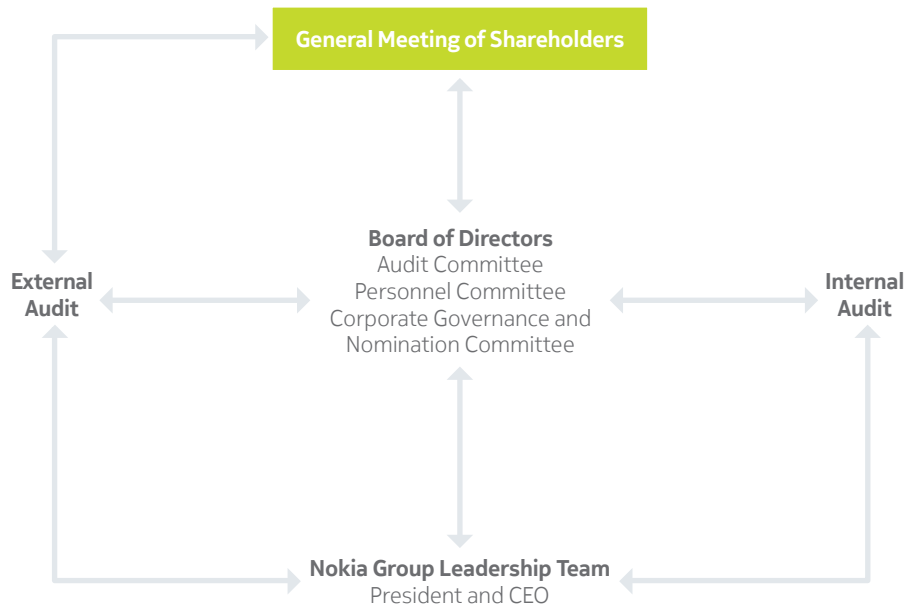 General Meeting of Shareholders
Board of Directors
Audit Committee
Personnel Committee
Corporate Governance and
Nomination Committee
External
Audit
Internal
Audit
Nokia Group Leadership Team
President and CEO